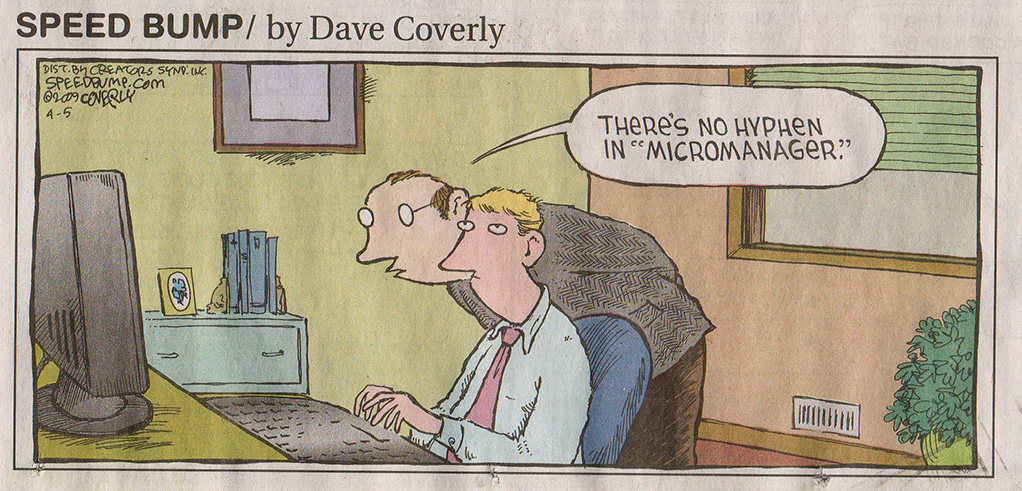 SPEED BUMP/ by Dave Coverly
DIST. BY CREATORS SYND. INC.
SPEEDBUMP.COM
©2009 COVERLY
4-5
THERE'S NO HYPHEN
IN "MICROMANAGER."